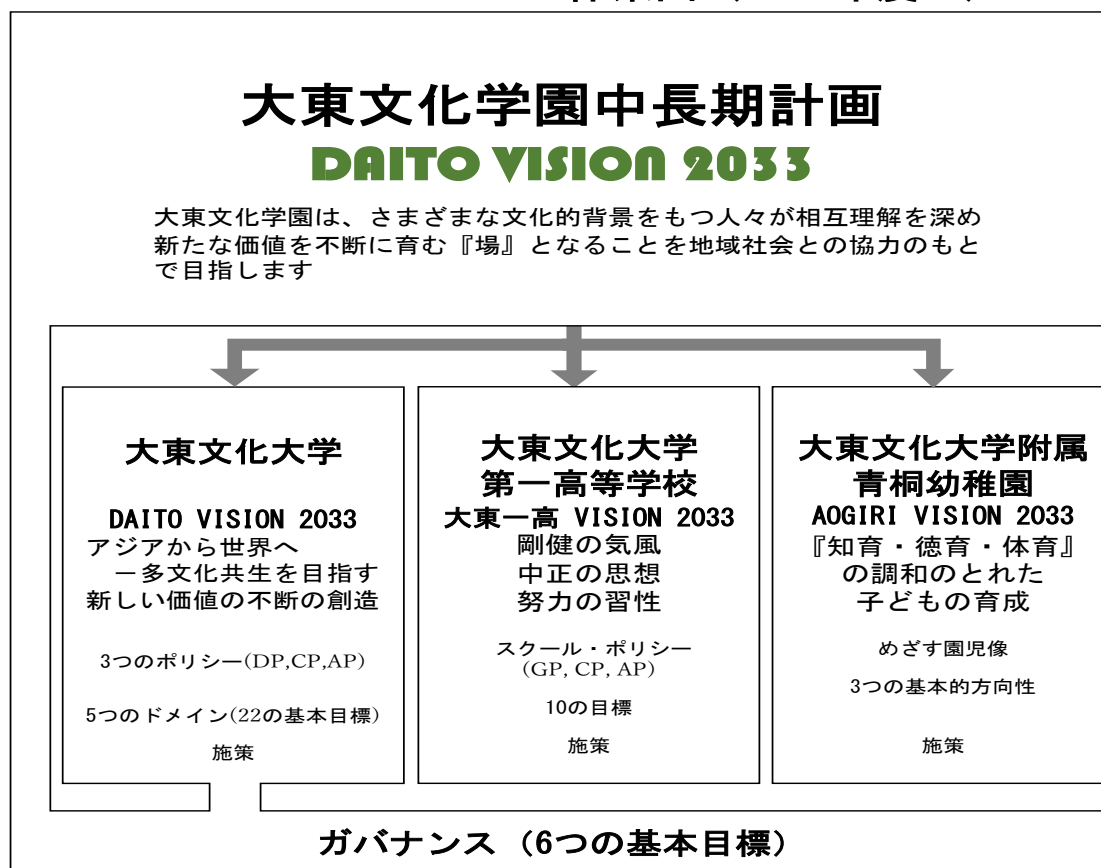 大東文化学園中長期計画
DAITO VISION 2033
大東文化学園は、さまざまな文化的背景をもつ人々が相互理解を深め
新たな価値を不断に育む『場』となることを地域社会との協力のもと
で目指します
大東文化大学
DAITO VISION 2033
アジアから世界へ
－多文化共生を目指す
新しい価値の不断の創造
3つのポリシー(DP,CP,AP)
5つのドメイン(22の基本目標)
施策
大東文化大学
第一高等学校
大東一高 VISION 2033
剛健の気風
中正の思想
努力の習性
スクール・ポリシー
(GP, CP, AP)
10の目標
施策
大東文化大学附属
青桐幼稚園
AOGIRI VISION 2033
『知育・徳育・体育』
の調和のとれた
子どもの育成
めざす園児像
3つの基本的方向性
施策
ガバナンス（6つの基本目標）